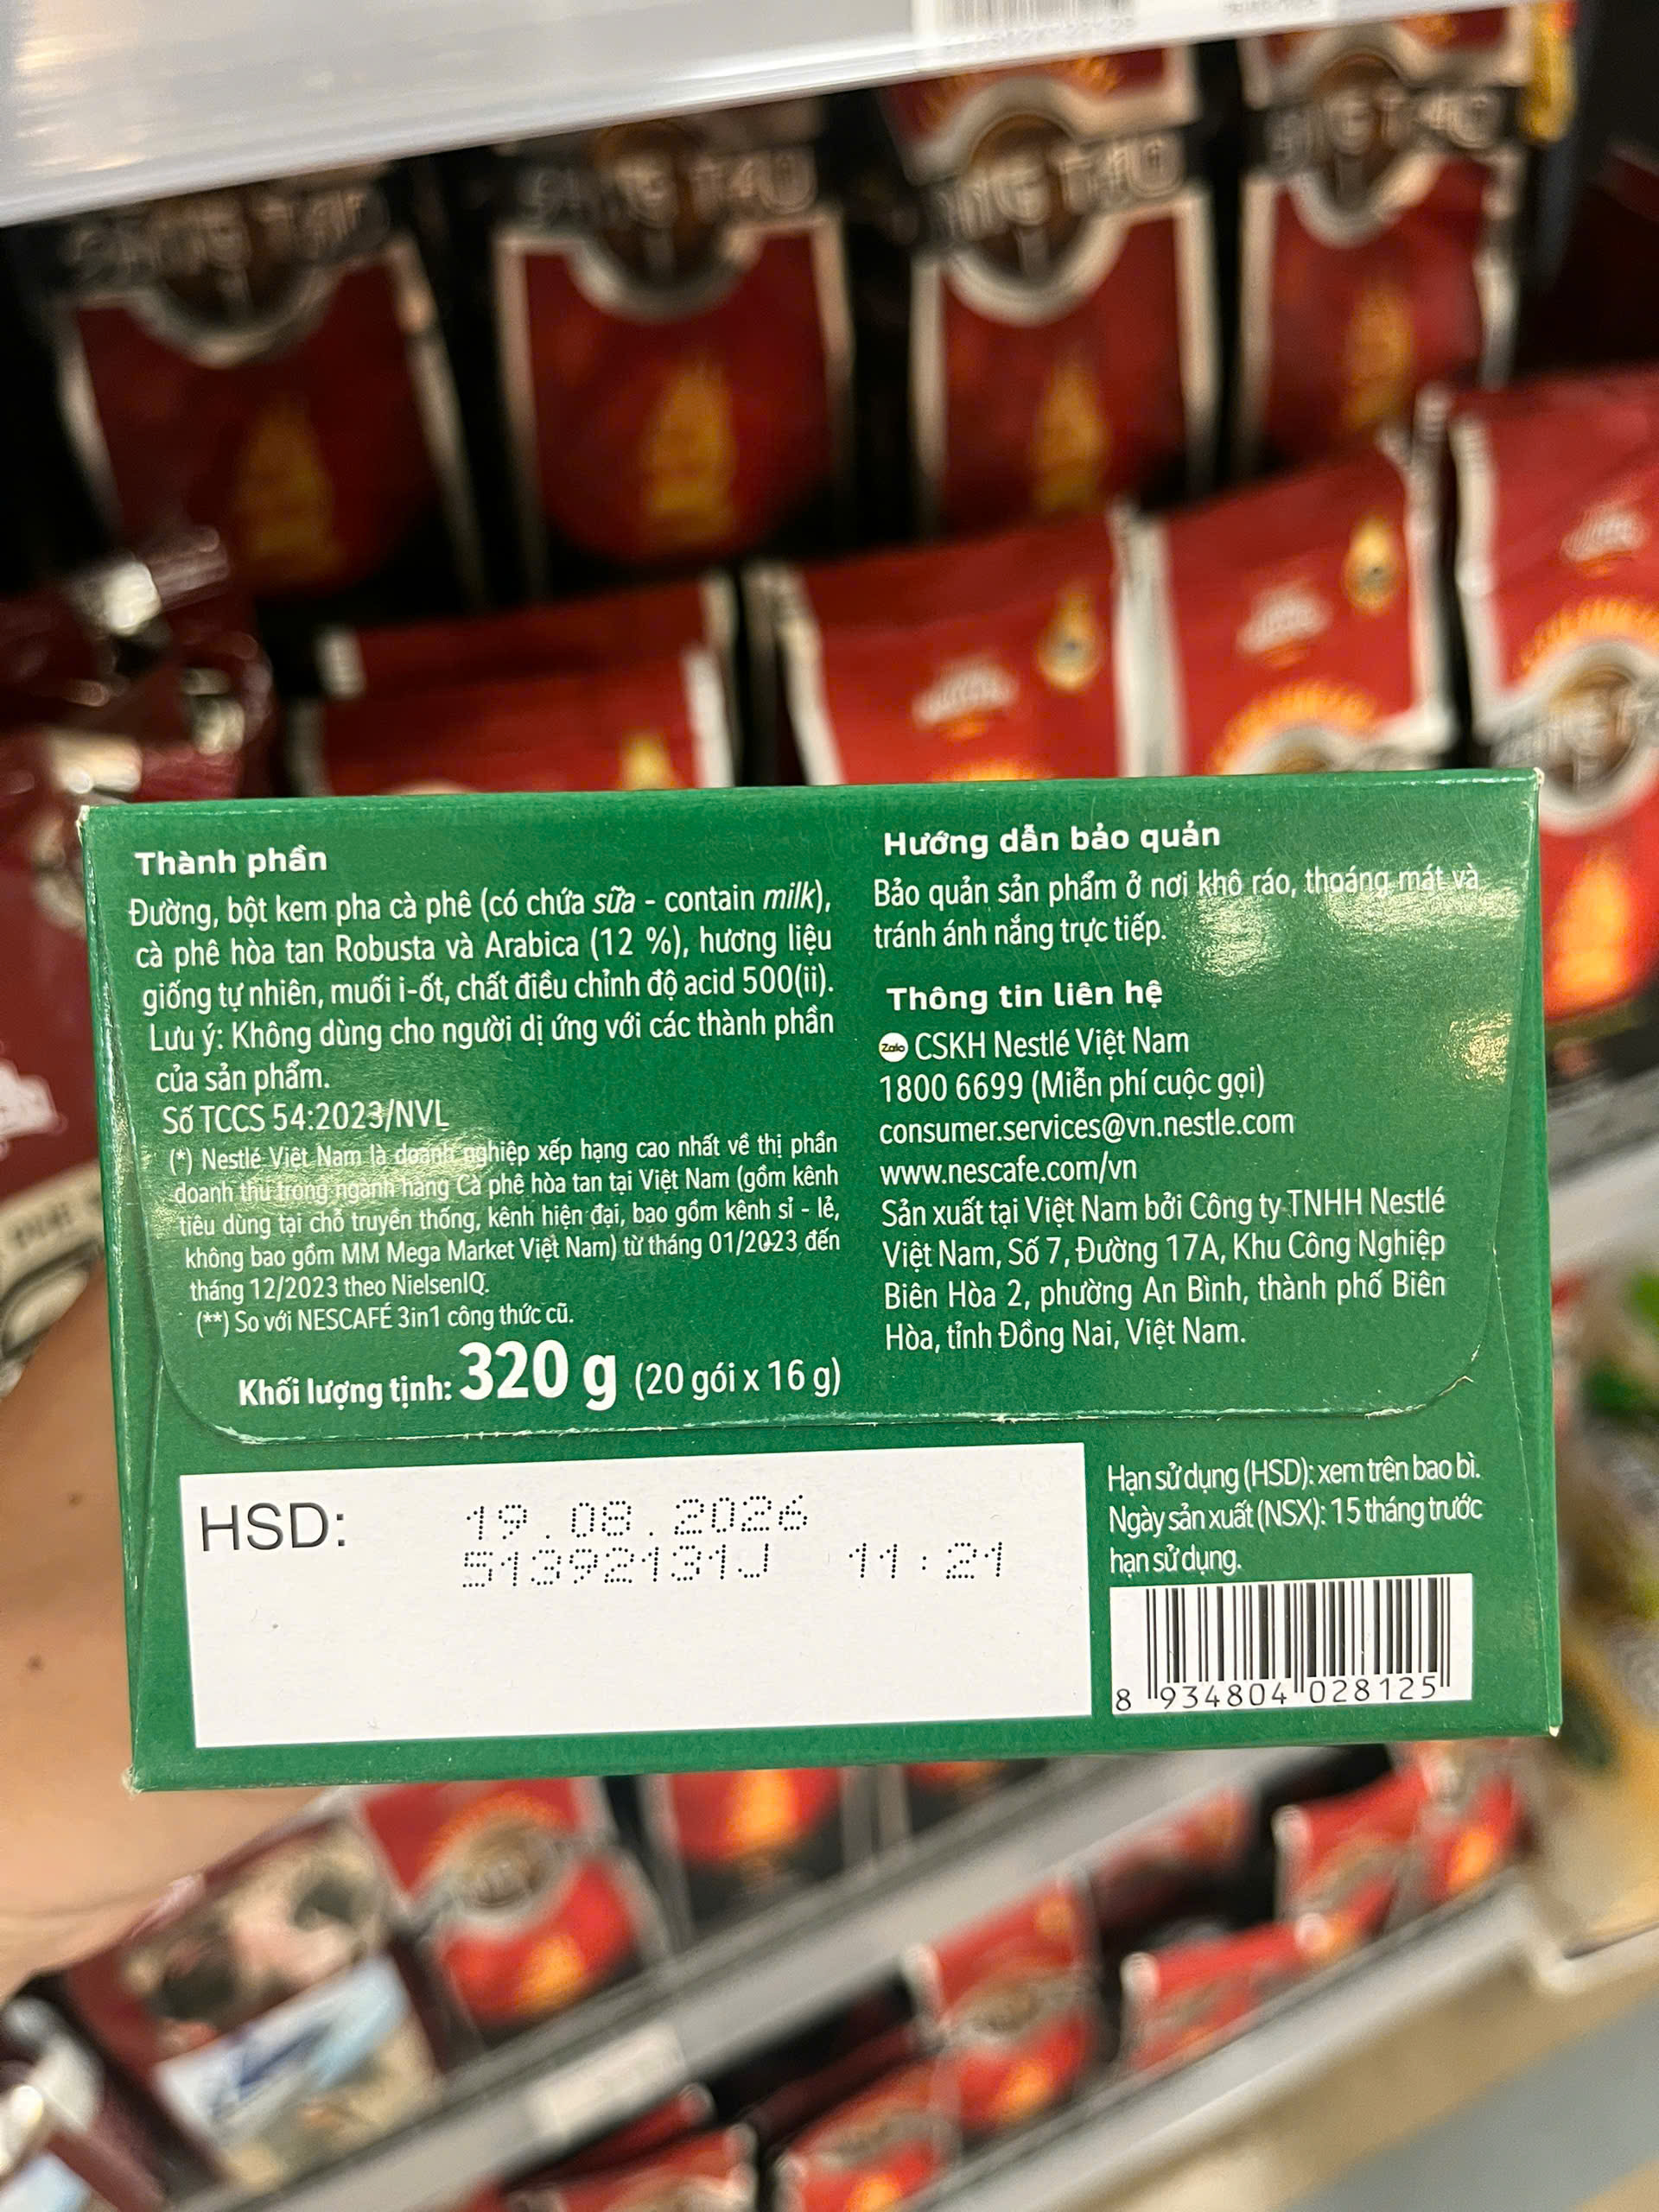 Thành phần
Đường, bột kem pha cà phê (có chứa sữa - contain milk),
cà phê hòa tan Robusta và Arabica (12 %), hương liệu
giống tự nhiên, muối i-ốt, chất điều chỉnh độ acid 500(ii).
Lưu ý: Không dùng cho người dị ứng với các thành phần
của sản phẩm.
Số TCCS 54:2023/NVL
(*) Nestlé Việt Nam là doanh nghiệp xếp hạng cao nhất về thị phần
doanh thu trong ngành hàng Cà phê hòa tan tại Việt Nam (gồm kênh
tiêu dùng tại chỗ truyền thống, kênh hiện đại, bao gồm kênh sỉ - lẻ,
không bao gồm MM Mega Market Việt Nam) từ tháng 01/2023 đến
tháng 12/2023 theo NielsenIQ.
(**) So với NESCAFÉ 3in1 công thức cũ.
Khối lượng tịnh: 320 g (20 gói x 16 g)
Hướng dẫn bảo quản
Bảo quản sản phẩm ở nơi khô ráo, thoáng mát và
tránh ánh nắng trực tiếp.
Thông tin liên hệ
Zalo CSKH Nestlé Việt Nam
1800 6699 (Miễn phí cuộc gọi)
consumer.services@vn.nestle.com
www.nescafe.com/vn
Sản xuất tại Việt Nam bởi Công ty TNHH Nestlé
Việt Nam, Số 7, Đường 17A, Khu Công Nghiệp
Biên Hòa 2, phường An Bình, thành phố Biên
Hòa, tỉnh Đồng Nai, Việt Nam.
HSD: 19.08.2026
51392131J 11:21
Hạn sử dụng (HSD): xem trên bao bì.
Ngày sản xuất (NSX): 15 tháng trước
hạn sử dụng.
8 934804 028125